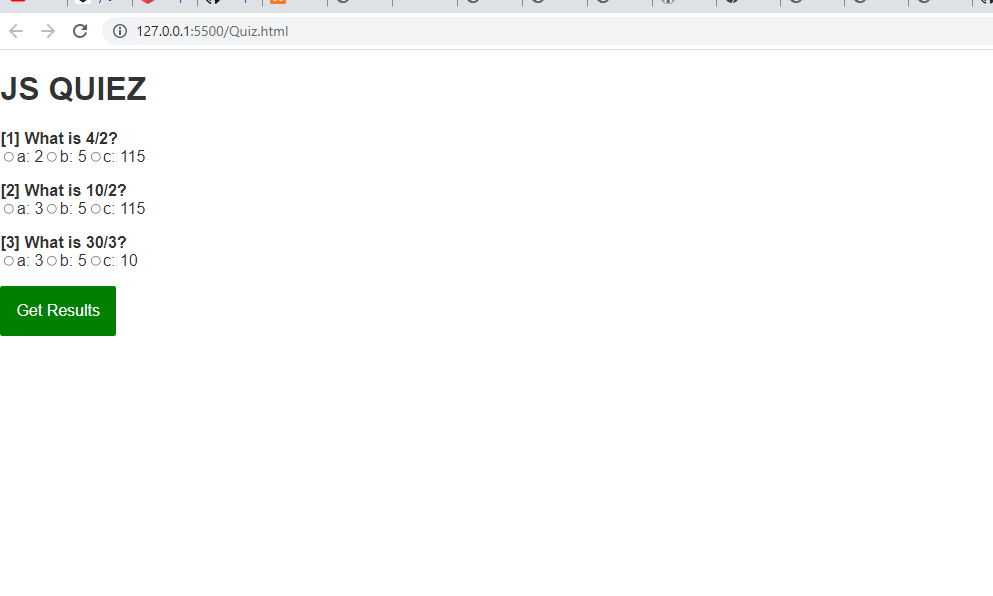 127.0.0.1:5500/Quiz.html
JS QUIEZ
[1] What is 4/2?
a: 2 b: 5 c: 115
[2] What is 10/2?
a: 3 b: 5 c: 115
[3] What is 30/3?
a: 3 b: 5 c: 10
Get Results